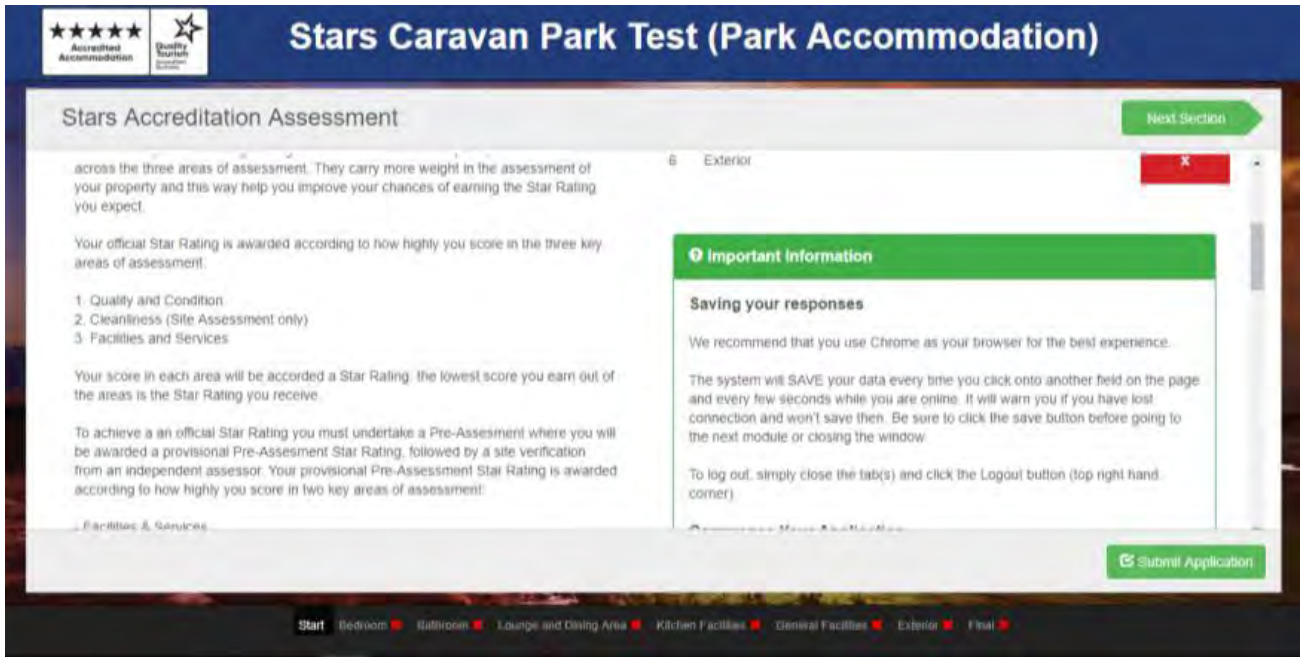 ★★★★★
Accredited
Accommodation
Quality
Tourism
Accredited
Business
Stars Caravan Park Test (Park Accommodation)
Stars Accreditation Assessment
Next Section
across the three areas of assessment. They carry more weight in the assessment of
your property and this way help you improve your chances of earning the Star Rating
you expect.
Your official Star Rating is awarded according to how highly you score in the three key
areas of assessment:
1. Quality and Condition
2. Cleanliness (Site Assessment only)
3. Facilities and Services
Your score in each area will be accorded a Star Rating: the lowest score you earn out of
the areas is the Star Rating you receive.
To achieve a an official Star Rating you must undertake a Pre-Assesment where you will
be awarded a provisional Pre-Assesment Star Rating, followed by a site verification
from an independent assessor. Your provisional Pre-Assessment Star Rating is awarded
according to how highly you score in two key areas of assessment:
- Facilities & Services
6 Exterior
X
Important Information
Saving your responses
We recommend that you use Chrome as your browser for the best experience.
The system will SAVE your data every time you click onto another field on the page
and every few seconds while you are online. It will warn you if you have lost
connection and won't save then. Be sure to click the save button before going to
the next module or closing the window.
To log out, simply close the tab(s) and click the Logout button (top right hand
corner)
Commence Your Application
Submit Application
Start Bedroom Bathroom Lounge and Dining Area Kitchen Facilities General Facilities Exterior Final